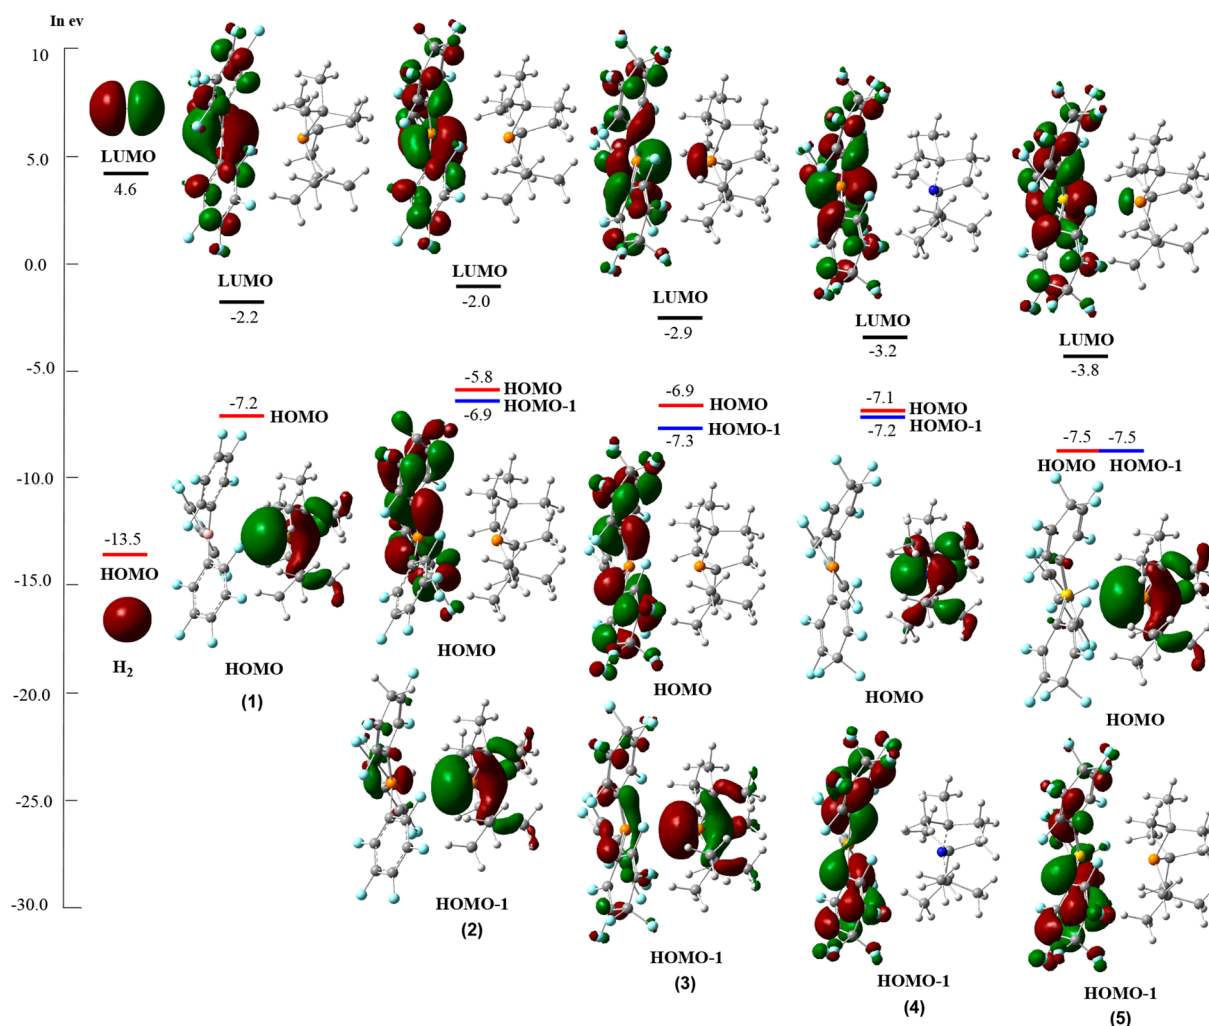 In ev
10
5.0
0.0
-5.0
-10.0
-15.0
-20.0
-25.0
-30.0
LUMO
4.6
-13.5
HOMO
H2
LUMO
-2.2
-7.2
HOMO
HOMO
(1)
LUMO
-2.0
-5.8
HOMO
HOMO-1
-6.9
HOMO
HOMO-1
(2)
LUMO
-2.9
-6.9
HOMO
HOMO-1
-7.3
HOMO
HOMO-1
(3)
LUMO
-3.2
-7.1
HOMO
HOMO-1
-7.2
HOMO
HOMO-1
(4)
LUMO
-3.8
-7.5 -7.5
HOMO HOMO-1
HOMO
HOMO-1
(5)